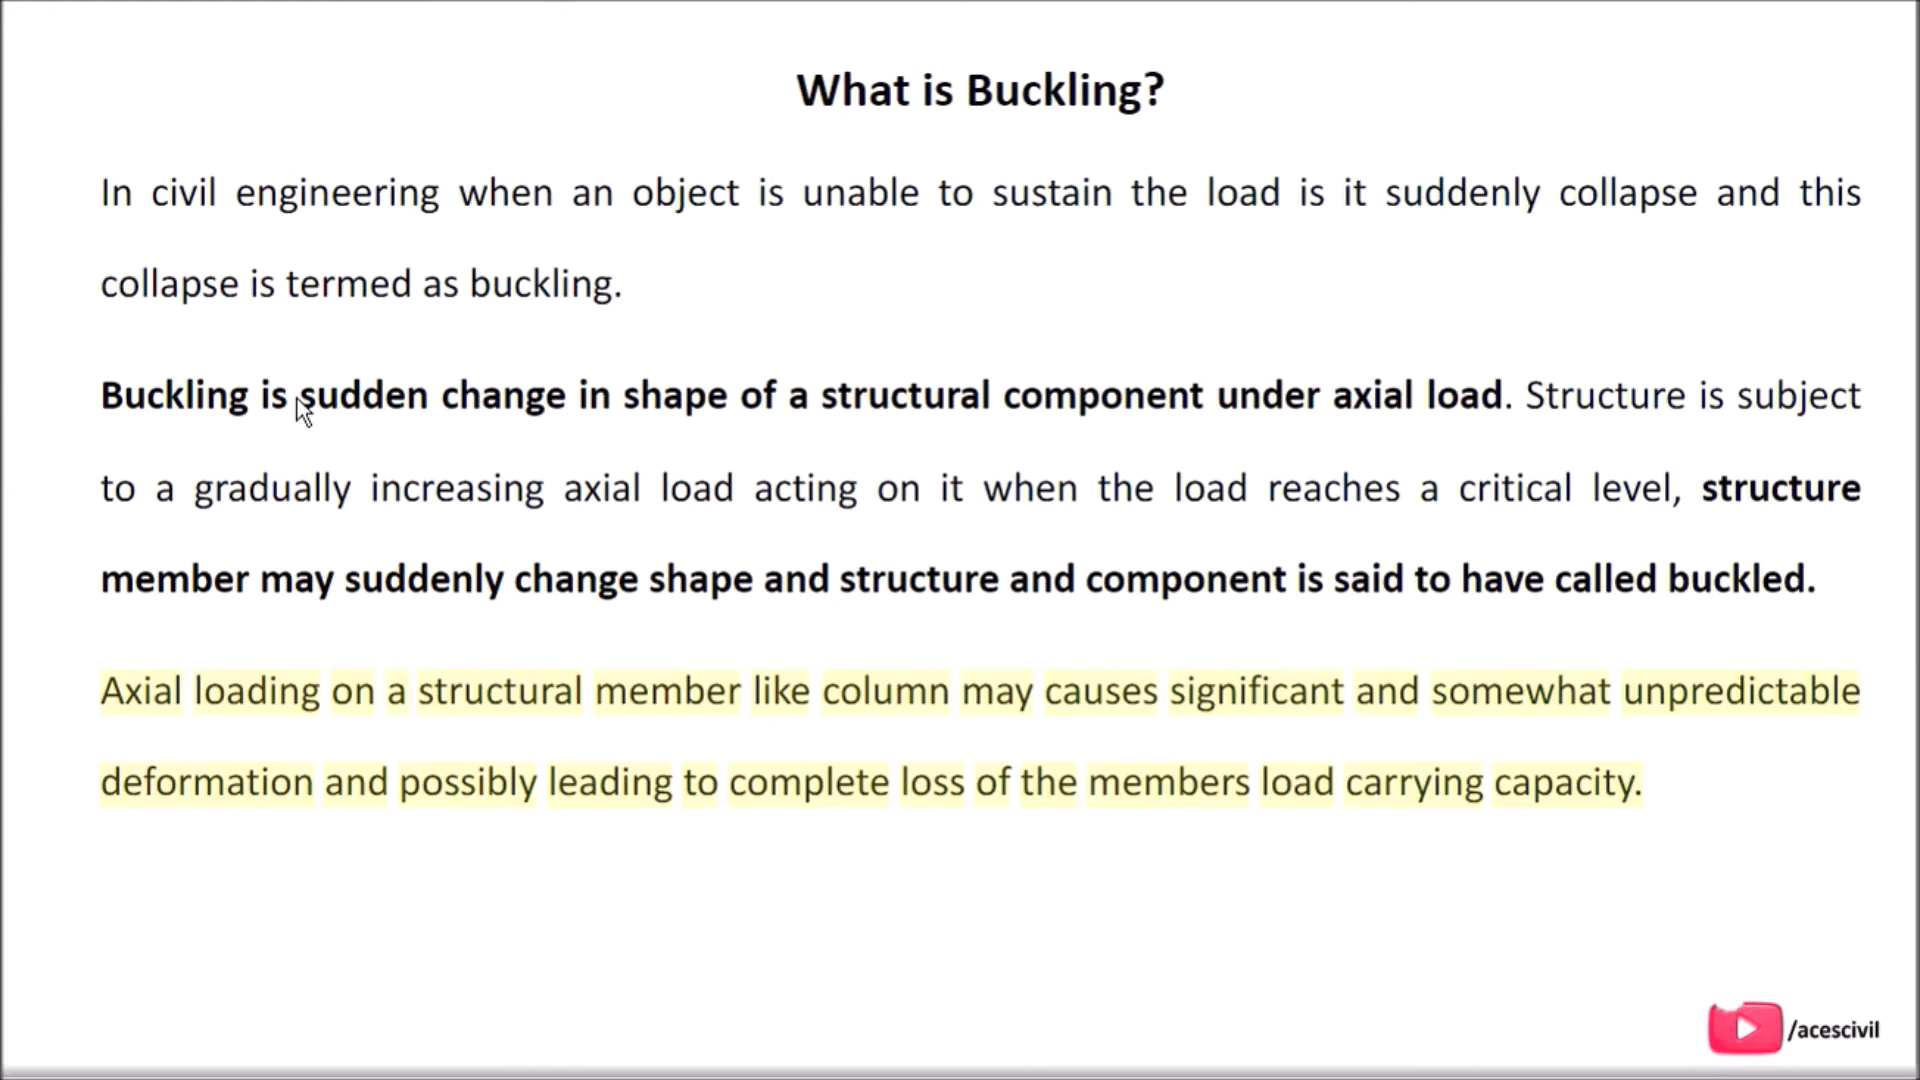 What is Buckling?
In civil engineering when an object is unable to sustain the load is it suddenly collapse and this
collapse is termed as buckling.
Buckling is sudden change in shape of a structural component under axial load. Structure is subject
to a gradually increasing axial load acting on it when the load reaches a critical level, structure
member may suddenly change shape and structure and component is said to have called buckled.
Axial loading on a structural member like column may causes significant and somewhat unpredictable
deformation and possibly leading to complete loss of the members load carrying capacity.
/acescivil